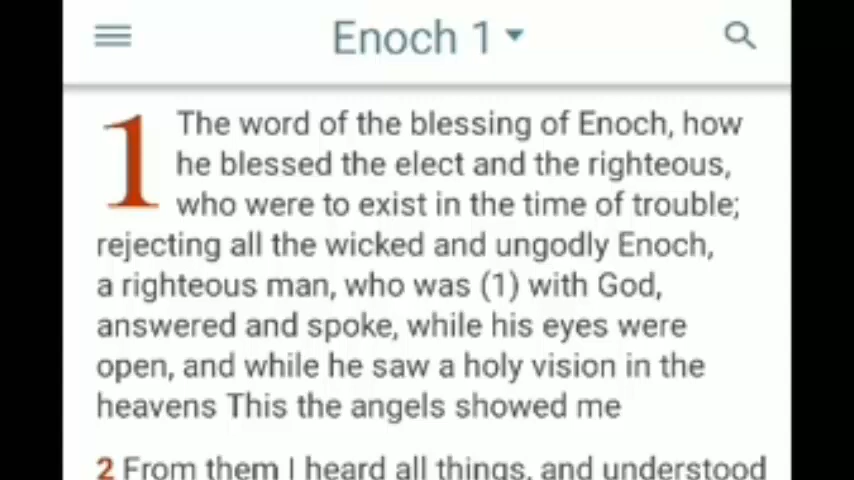 Enoch 1
1 The word of the blessing of Enoch, how
he blessed the elect and the righteous,
who were to exist in the time of trouble;
rejecting all the wicked and ungodly Enoch,
a righteous man, who was (1) with God,
answered and spoke, while his eyes were
open, and while he saw a holy vision in the
heavens This the angels showed me
2 From them I heard all things, and understood